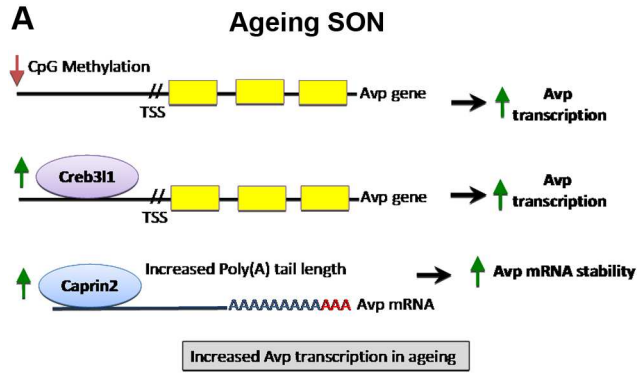 A
Ageing SON
CpG Methylation
// TSS
Avp gene
Avp
transcription
Creb3l1
// TSS
Avp gene
Avp
transcription
Caprin2
Increased Poly(A) tail length
AAAAAAAAAAAA Avp mRNA
Avp mRNA stability
Increased Avp transcription in ageing